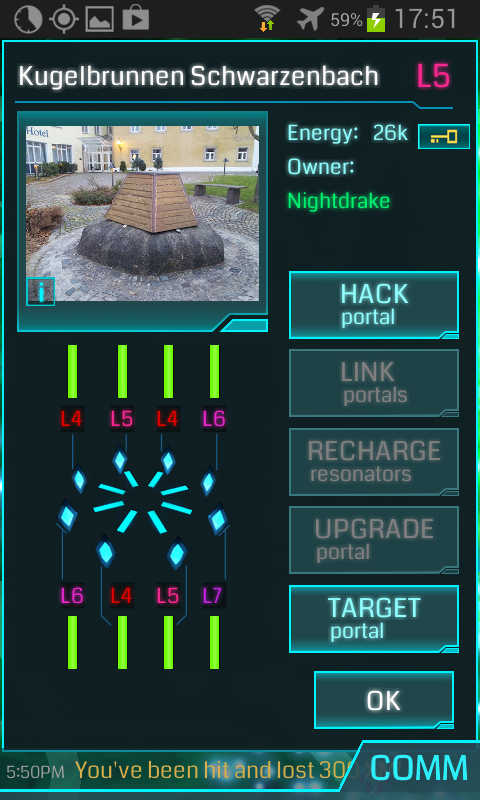 59% 17:51
Kugelbrunnen Schwarzenbach L5
Hotel
Energy: 26k
Owner:
Nightdrake
i
HACK
portal
LINK
portals
RECHARGE
resonators
UPGRADE
portal
TARGET
portal
L4 L5 L4 L6
L6 L4 L5 L7
OK
5:50PM You've been hit and lost
COMM